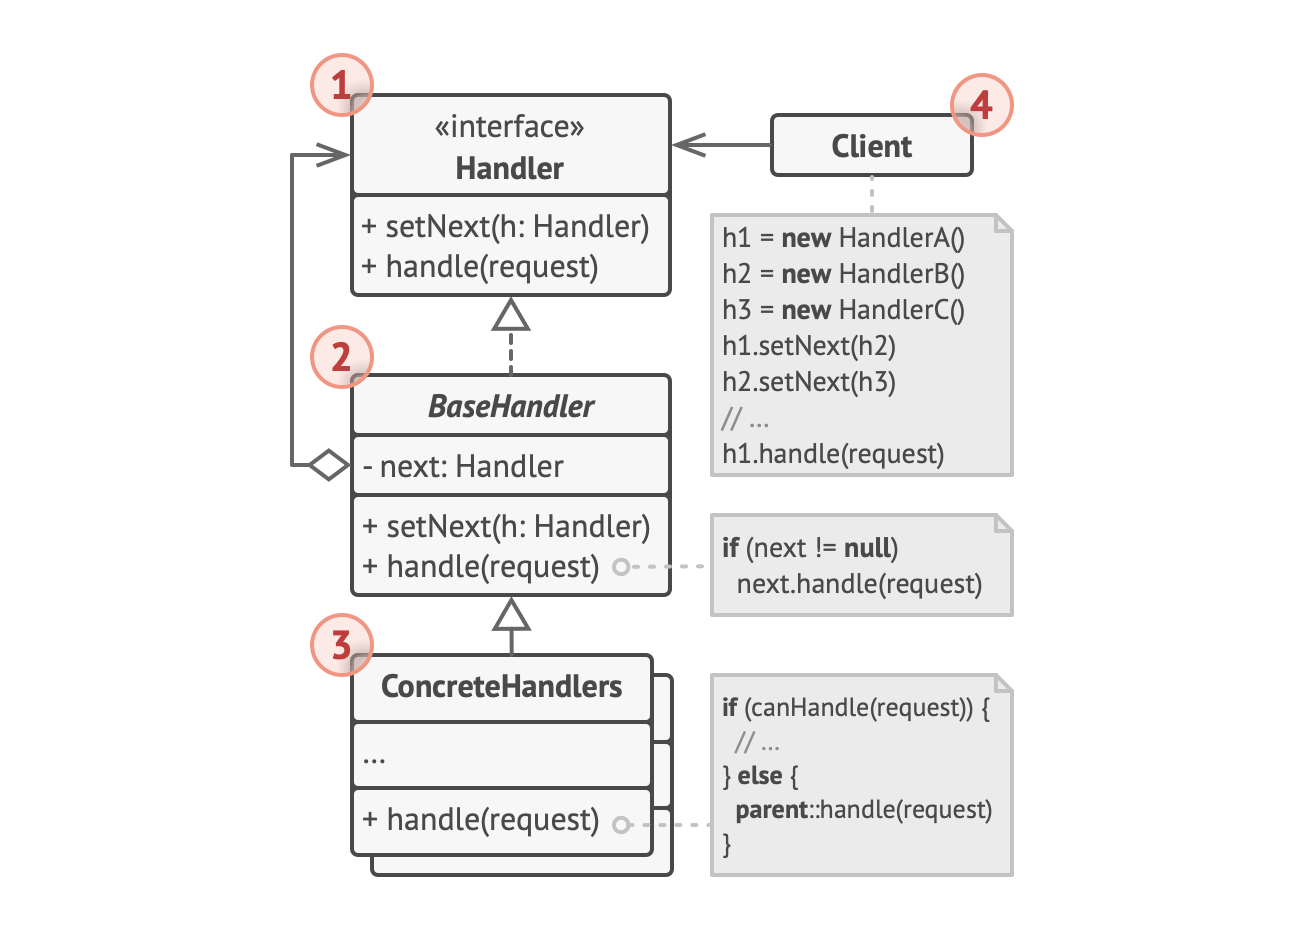 1
«interface»
Handler
+ setNext(h: Handler)
+ handle(request)
4
Client
h1 = new HandlerA()
h2 = new HandlerB()
h3 = new HandlerC()
h1.setNext(h2)
h2.setNext(h3)
// ...
h1.handle(request)
2
BaseHandler
- next: Handler
+ setNext(h: Handler)
+ handle(request)
if (next != null)
next.handle(request)
3
ConcreteHandlers
...
+ handle(request)
if (canHandle(request)) {
// ...
} else {
parent::handle(request)
}